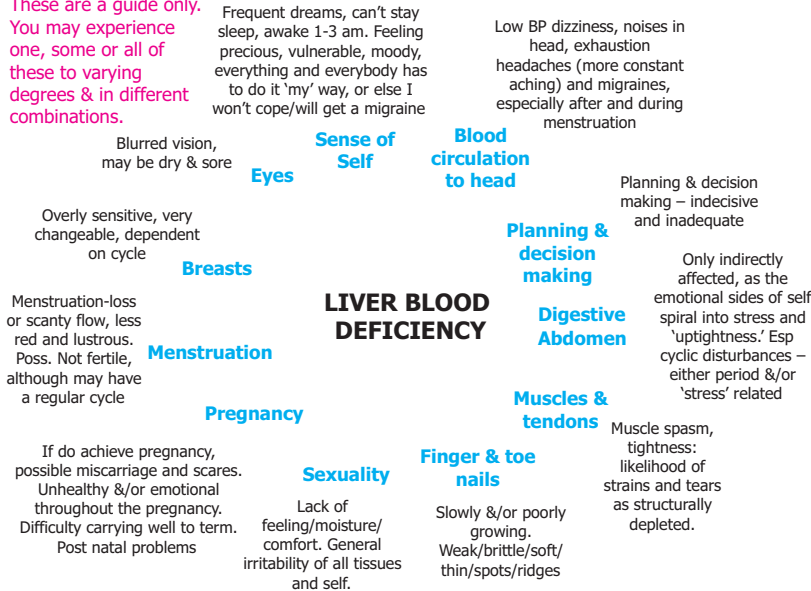 These are a guide only.
You may experience
one, some or all of
these to varying
degrees & in different
combinations.
Frequent dreams, can’t stay
sleep, awake 1-3 am. Feeling
precious, vulnerable, moody,
everything and everybody has
to do it ‘my’ way, or else I
won’t cope/will get a migraine
Sense of
Self
Low BP dizziness, noises in
head, exhaustion
headaches (more constant
aching) and migraines,
especially after and during
menstruation
Blood
circulation
to head
Blurred vision,
may be dry & sore
Eyes
Planning & decision
making – indecisive
and inadequate
Planning &
decision
making
Overly sensitive, very
changeable, dependent
on cycle
Breasts
LIVER BLOOD
DEFICIENCY
Only indirectly
affected, as the
emotional sides of self
spiral into stress and
‘uptightness.’ Esp
cyclic disturbances –
either period &/or
‘stress’ related
Digestive
Abdomen
Menstruation-loss
or scanty flow, less
red and lustrous.
Poss. Not fertile,
although may have
a regular cycle
Menstruation
Muscles &
tendons
Muscle spasm,
tightness:
likelihood of
strains and tears
as structurally
depleted.
Pregnancy
If do achieve pregnancy,
possible miscarriage and scares.
Unhealthy &/or emotional
throughout the pregnancy.
Difficulty carrying well to term.
Post natal problems
Sexuality
Lack of
feeling/moisture/
comfort. General
irritability of all tissues
and self.
Finger & toe
nails
Slowly &/or poorly
growing.
Weak/brittle/soft/
thin/spots/ridges